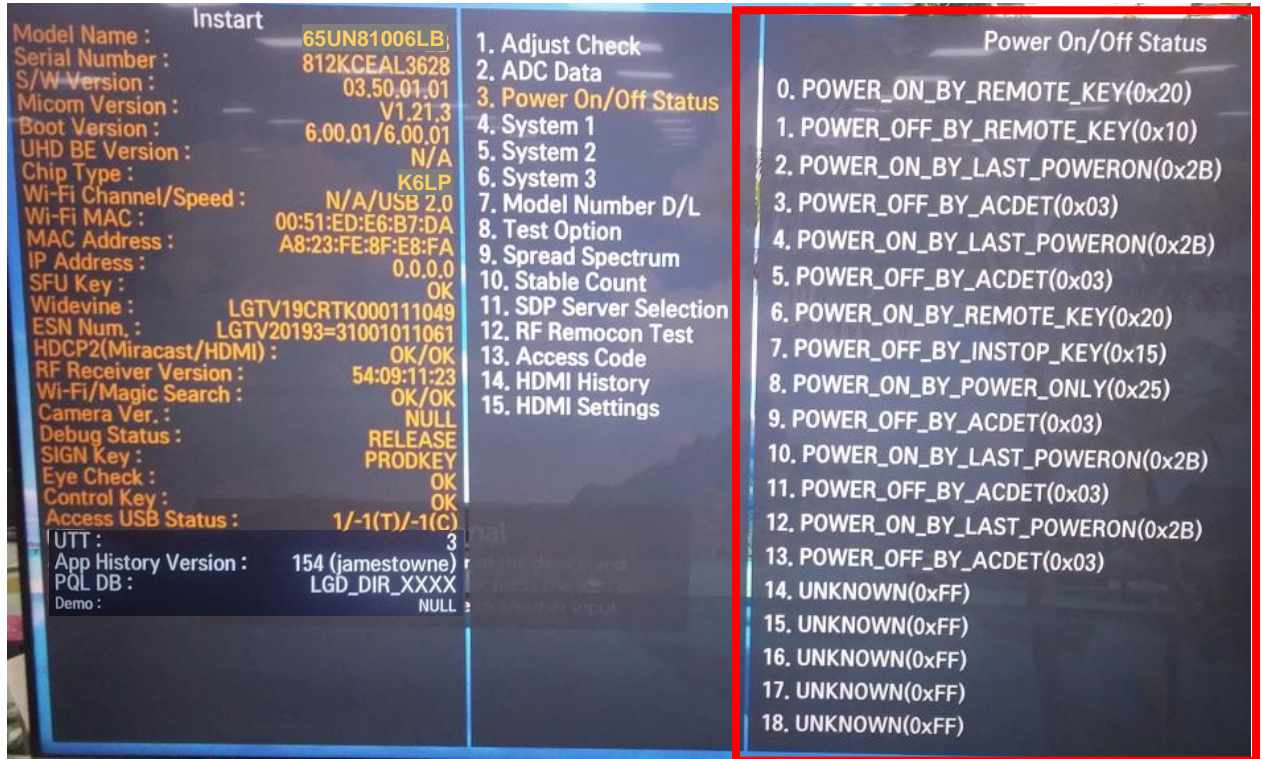 Instart
Model Name : 65UN81006LB
Serial Number : 812KCEAL3628
S/W Version : 03.50.01.01
Micom Version : V1.21.3
Boot Version : 6.00.01/6.00.01
UHD BE Version : N/A
Chip Type : K6LP
Wi-Fi Channel/Speed : N/A/USB 2.0
Wi-Fi MAC : 00:51:ED:E6:B7:DA
MAC Address : A8:23:FE:8F:E8:FA
IP Address : 0.0.0.0
SFU Key : OK
Widevine : LGTV19CRTK000111049
ESN Num. : LGTV20193=31001011061
HDCP2(Miracast/HDMI) : OK/OK
RF Receiver Version : 54:09:11:23
Wi-Fi/Magic Search : OK/OK
Camera Ver. : NULL
Debug Status : RELEASE
SIGN Key : PRODKEY
Eye Check : OK
Control Key : OK
Access USB Status : 1/-1(T)/-1(C)
UTT : 3
App History Version : 154 (jamestowne)
PQL DB : LGD_DIR_XXXX
Demo : NULL
1. Adjust Check
2. ADC Data
3. Power On/Off Status
4. System 1
5. System 2
6. System 3
7. Model Number D/L
8. Test Option
9. Spread Spectrum
10. Stable Count
11. SDP Server Selection
12. RF Remocon Test
13. Access Code
14. HDMI History
15. HDMI Settings
Power On/Off Status
0. POWER_ON_BY_REMOTE_KEY(0x20)
1. POWER_OFF_BY_REMOTE_KEY(0x10)
2. POWER_ON_BY_LAST_POWERON(0x2B)
3. POWER_OFF_BY_ACDET(0x03)
4. POWER_ON_BY_LAST_POWERON(0x2B)
5. POWER_OFF_BY_ACDET(0x03)
6. POWER_ON_BY_REMOTE_KEY(0x20)
7. POWER_OFF_BY_INSTOP_KEY(0x15)
8. POWER_ON_BY_POWER_ONLY(0x25)
9. POWER_OFF_BY_ACDET(0x03)
10. POWER_ON_BY_LAST_POWERON(0x2B)
11. POWER_OFF_BY_ACDET(0x03)
12. POWER_ON_BY_LAST_POWERON(0x2B)
13. POWER_OFF_BY_ACDET(0x03)
14. UNKNOWN(0xFF)
15. UNKNOWN(0xFF)
16. UNKNOWN(0xFF)
17. UNKNOWN(0xFF)
18. UNKNOWN(0xFF)